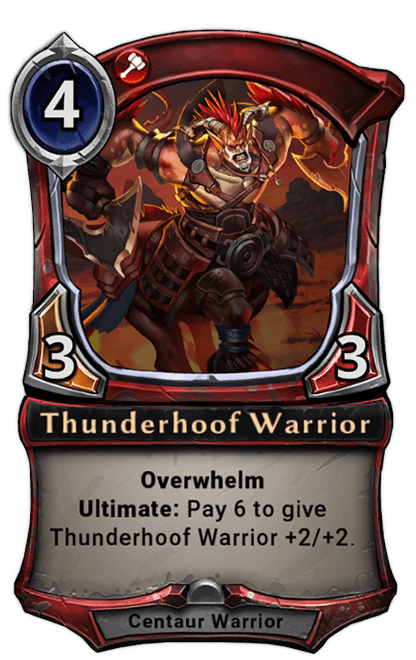 4
3
3
Thunderhoof Warrior
Overwhelm
Ultimate: Pay 6 to give
Thunderhoof Warrior +2/+2.
Centaur Warrior